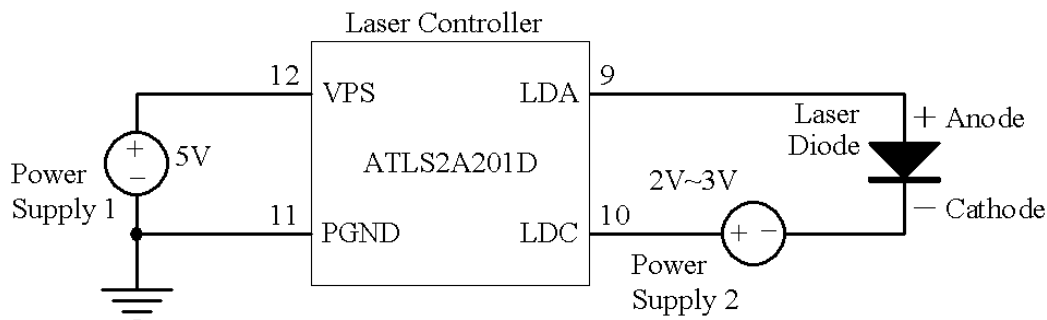 Laser Controller
12
VPS
LDA
9
+
5V
−
Power
Supply 1
ATLS2A201D
2V~3V
Laser
Diode
+ Anode
− Cathode
11
PGND
LDC
10
+ −
Power
Supply 2